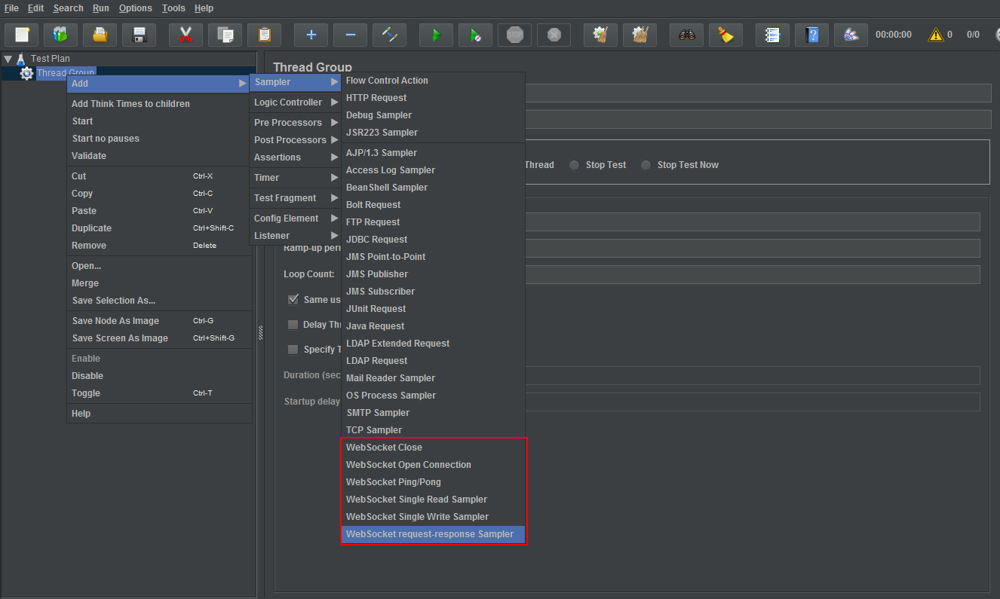 File Edit Search Run Options Tools Help
00:00:00 0 0/0
Test Plan
Thread Group
Add
Add Think Times to children
Start
Start no pauses
Validate
Cut Ctrl-X
Copy Ctrl-C
Paste Ctrl-V
Duplicate Ctrl+Shift-C
Remove Delete
Open...
Merge
Save Selection As...
Save Node As Image Ctrl-G
Save Screen As Image Ctrl+Shift-G
Enable
Disable
Toggle Ctrl-T
Help
Sampler
Logic Controller
Pre Processors
Post Processors
Assertions
Timer
Test Fragment
Config Element
Listener
Flow Control Action
HTTP Request
Debug Sampler
JSR223 Sampler
AJP/1.3 Sampler
Access Log Sampler
BeanShell Sampler
Bolt Request
FTP Request
JDBC Request
JMS Point-to-Point
JMS Publisher
JMS Subscriber
JUnit Request
Java Request
LDAP Extended Request
LDAP Request
Mail Reader Sampler
OS Process Sampler
SMTP Sampler
TCP Sampler
WebSocket Close
WebSocket Open Connection
WebSocket Ping/Pong
WebSocket Single Read Sampler
WebSocket Single Write Sampler
WebSocket request-response Sampler
Thread Group
Thread Stop Test Stop Test Now
Ramp-up peri
Loop Count:
Same us
Delay Thr
Specify T
Duration (sec
Startup delay